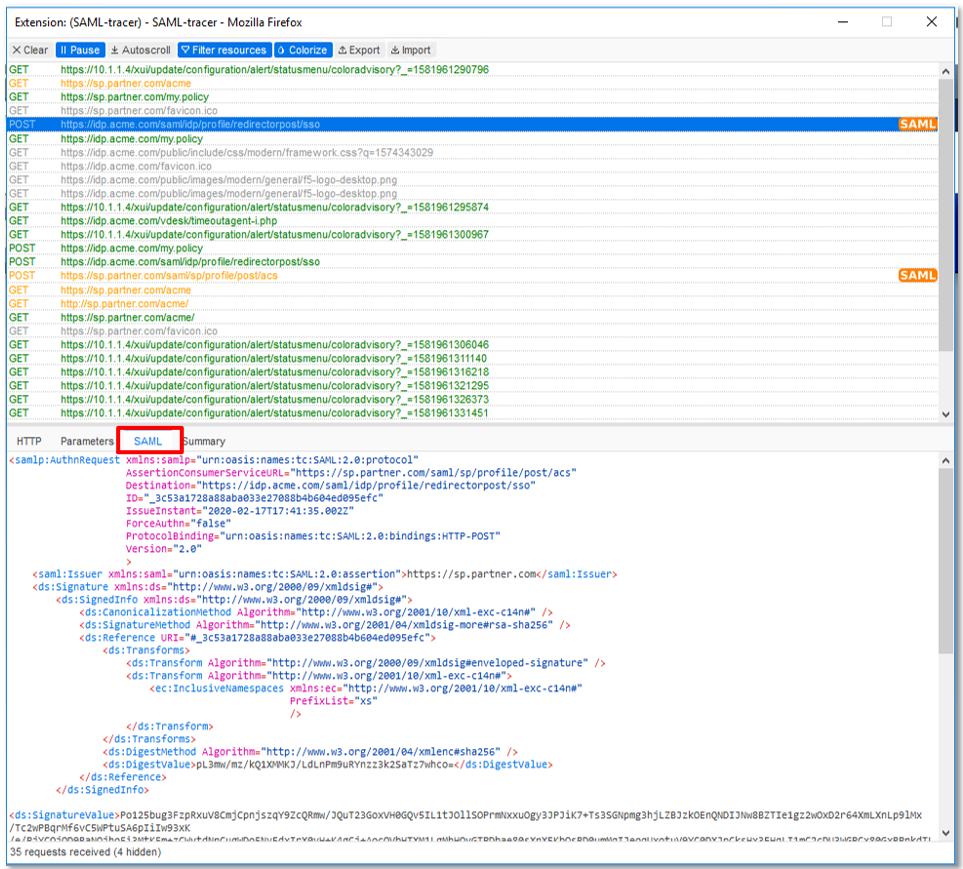 Extension: (SAML-tracer) - SAML-tracer - Mozilla Firefox
Clear Pause Autoscroll Filter resources Colorize Export Import
GET https://10.1.1.4/xui/update/configuration/alert/statusmenu/coloradvisory?_=1581961290796
GET https://sp.partner.com/acme
GET https://sp.partner.com/my.policy
GET https://sp.partner.com/favicon.ico
POST https://idp.acme.com/saml/idp/profile/redirectorpost/sso SAML
GET https://idp.acme.com/my.policy
GET https://idp.acme.com/public/include/css/modern/framework.css?q=1574343029
GET https://idp.acme.com/favicon.ico
GET https://idp.acme.com/public/images/modern/general/f5-logo-desktop.png
GET https://idp.acme.com/public/images/modern/general/f5-logo-desktop.png
GET https://10.1.1.4/xui/update/configuration/alert/statusmenu/coloradvisory?_=1581961295874
GET https://idp.acme.com/vdesk/timeoutagent-i.php
GET https://10.1.1.4/xui/update/configuration/alert/statusmenu/coloradvisory?_=1581961300967
POST https://idp.acme.com/my.policy
POST https://idp.acme.com/saml/idp/profile/redirectorpost/sso
POST https://sp.partner.com/saml/sp/profile/post/acs SAML
GET https://sp.partner.com/acme
GET http://sp.partner.com/acme/
GET https://sp.partner.com/acme/
GET https://sp.partner.com/favicon.ico
GET https://10.1.1.4/xui/update/configuration/alert/statusmenu/coloradvisory?_=1581961306046
GET https://10.1.1.4/xui/update/configuration/alert/statusmenu/coloradvisory?_=1581961311140
GET https://10.1.1.4/xui/update/configuration/alert/statusmenu/coloradvisory?_=1581961316218
GET https://10.1.1.4/xui/update/configuration/alert/statusmenu/coloradvisory?_=1581961321295
GET https://10.1.1.4/xui/update/configuration/alert/statusmenu/coloradvisory?_=1581961326373
GET https://10.1.1.4/xui/update/configuration/alert/statusmenu/coloradvisory?_=1581961331451
HTTP Parameters SAML Summary
<samlp:AuthnRequest xmlns:samlp="urn:oasis:names:tc:SAML:2.0:protocol"
AssertionConsumerServiceURL="https://sp.partner.com/saml/sp/profile/post/acs"
Destination="https://idp.acme.com/saml/idp/profile/redirectorpost/sso"
ID="_3c53a1728a88aba033e27088b4b604ed095efc"
IssueInstant="2020-02-17T17:41:35.002Z"
ForceAuthn="false"
ProtocolBinding="urn:oasis:names:tc:SAML:2.0:bindings:HTTP-POST"
Version="2.0"
>
<saml:Issuer xmlns:saml="urn:oasis:names:tc:SAML:2.0:assertion">https://sp.partner.com</saml:Issuer>
<ds:Signature xmlns:ds="http://www.w3.org/2000/09/xmldsig#">
<ds:SignedInfo xmlns:ds="http://www.w3.org/2000/09/xmldsig#">
<ds:CanonicalizationMethod Algorithm="http://www.w3.org/2001/10/xml-exc-c14n#" />
<ds:SignatureMethod Algorithm="http://www.w3.org/2001/04/xmldsig-more#rsa-sha256" />
<ds:Reference URI="#_3c53a1728a88aba033e27088b4b604ed095efc">
<ds:Transforms>
<ds:Transform Algorithm="http://www.w3.org/2000/09/xmldsig#enveloped-signature" />
<ds:Transform Algorithm="http://www.w3.org/2001/10/xml-exc-c14n#">
<ec:InclusiveNamespaces xmlns:ec="http://www.w3.org/2001/10/xml-exc-c14n#"
PrefixList="xs"
/>
</ds:Transform>
</ds:Transforms>
<ds:DigestMethod Algorithm="http://www.w3.org/2001/04/xmlenc#sha256" />
<ds:DigestValue>pL3mw/mz/kQ1XMMKJ/LdLnPm9uRYnzz3k2SaTz7whco=</ds:DigestValue>
</ds:Reference>
</ds:SignedInfo>
<ds:SignatureValue>Po125bug3FzpRxuV8CmjCpnjszqY9ZcQRmw/JQuT23GoxVH0GQv5IL1tJOllSOPrmNxxuOgy3JPJiK7+Ts3SGNpmg3hjLZBJzkOEnQNDIJNw8BZTIe1gz2wOxD2r64XmLXnLp9lMx
/Tc2wPBqrMf6vC5WPtuSA6pIiIw93xK
35 requests received (4 hidden)